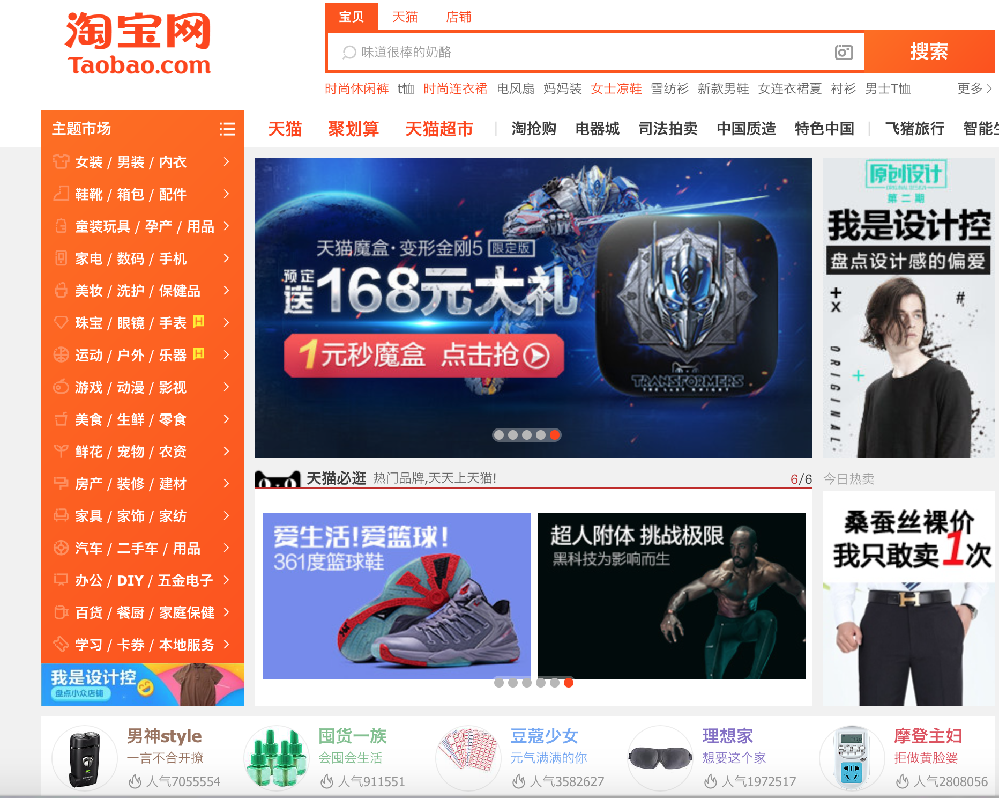 淘宝网
Taobao.com
宝贝 天猫 店铺
味道很棒的奶酪
搜索
时尚休闲裤 t恤 时尚连衣裙 电风扇 妈妈装 女士凉鞋 雪纺衫 新款男鞋 女连衣裙夏 衬衫 男士T恤 更多
主题市场
天猫 聚划算 天猫超市 淘抢购 电器城 司法拍卖 中国质造 特色中国 飞猪旅行 智能生
女装 / 男装 / 内衣
鞋靴 / 箱包 / 配件
童装玩具 / 孕产 / 用品
家电 / 数码 / 手机
美妆 / 洗护 / 保健品
珠宝 / 眼镜 / 手表 H
运动 / 户外 / 乐器 H
游戏 / 动漫 / 影视
美食 / 生鲜 / 零食
鲜花 / 宠物 / 农资
房产 / 装修 / 建材
家具 / 家饰 / 家纺
汽车 / 二手车 / 用品
办公 / DIY / 五金电子
百货 / 餐厨 / 家庭保健
学习 / 卡券 / 本地服务
我是设计控
盘点小众店铺
天猫魔盒·变形金刚5 限定版
预定送168元大礼
1元秒魔盒 点击抢
TRANSFORMERS
THE LAST KNIGHT
原创设计
ORIGINAL DESIGN
第二期
我是设计控
盘点设计感的偏爱
+ #
x
ORIGINAL
天猫必逛 热门品牌,天天上天猫! 6/6
今日热卖
爱生活!爱篮球!
361度篮球鞋
超人附体 挑战极限
黑科技为影响而生
桑蚕丝裸价
我只敢卖1次
男神style
一言不合开撩
人气7055554
囤货一族
会囤会生活
人气911551
豆蔻少女
元气满满的你
人气3582627
理想家
想要这个家
人气1972517
摩登主妇
拒做黄脸婆
人气2808056